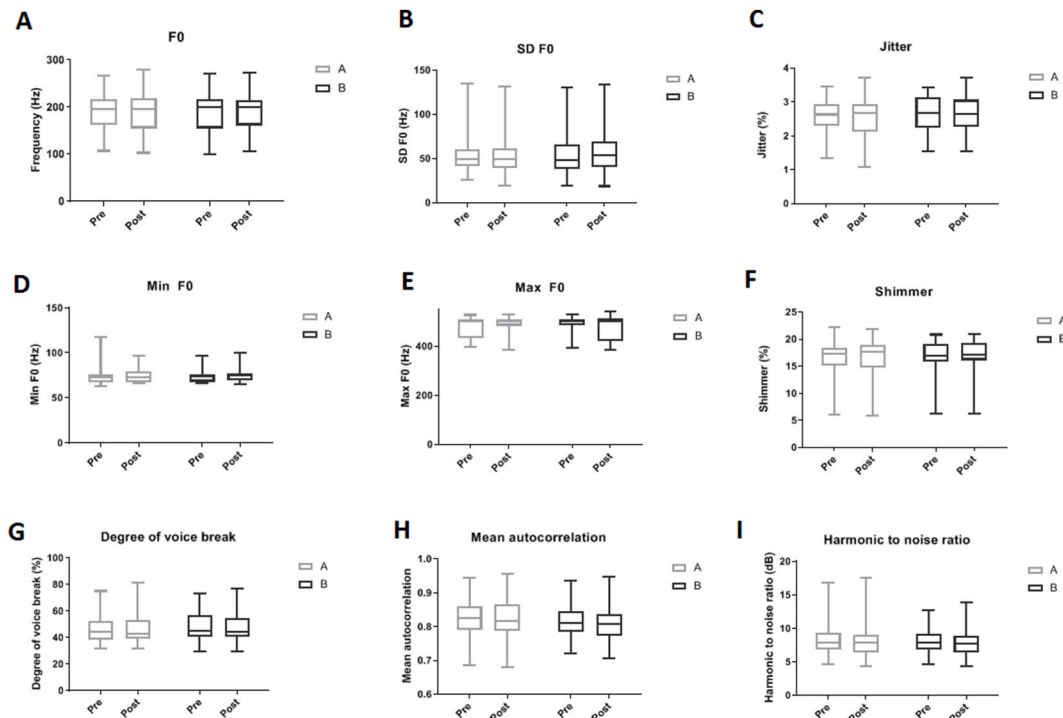 A
F0
Frequency (Hz)
300
200
100
0
Pre
Post
Pre
Post
A
B
B
SD F0
SD F0 (Hz)
150
100
50
0
Pre
Post
Pre
Post
A
B
C
Jitter
Jitter (%)
4
3
2
1
0
Pre
Post
Pre
Post
A
B
D
Min F0
Min F0 (Hz)
150
100
50
0
Pre
Post
Pre
Post
A
B
E
Max F0
Max F0 (Hz)
400
200
0
Pre
Post
Pre
Post
A
B
F
Shimmer
Shimmer (%)
25
20
15
10
5
0
Pre
Post
Pre
Post
A
B
G
Degree of voice break
Degree of voice break (%)
100
80
60
40
20
0
Pre
Post
Pre
Post
A
B
H
Mean autocorrelation
Mean autocorrelation
1.0
0.9
0.8
0.7
0.6
Pre
Post
Pre
Post
A
B
I
Harmonic to noise ratio
Harmonic to noise ratio (dB)
20
15
10
5
0
Pre
Post
Pre
Post
A
B